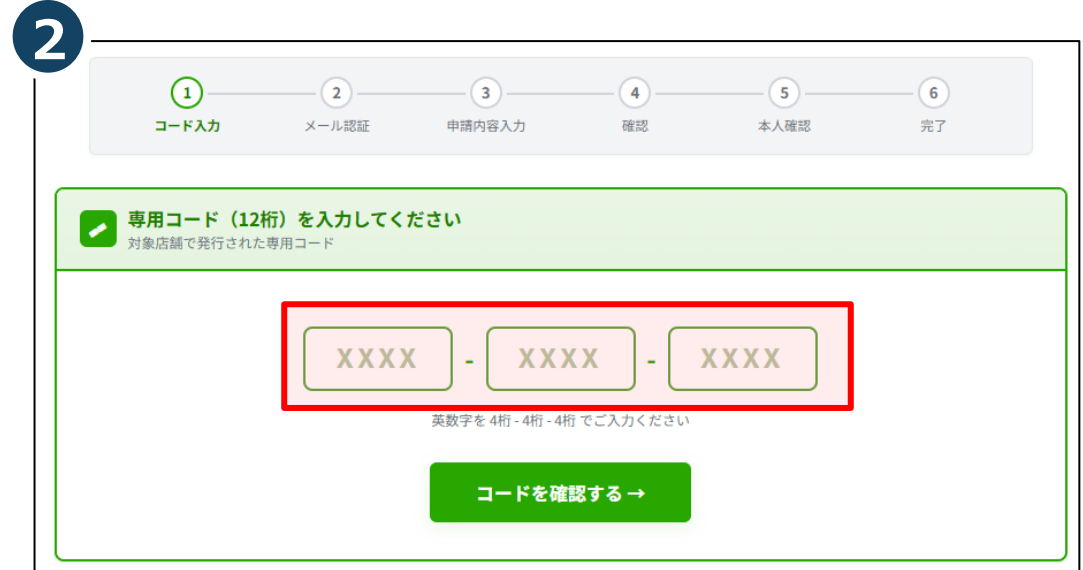 2
1 2 3 4 5 6
コード入力 メール認証 申請内容入力 確認 本人確認 完了
専用コード（12桁）を入力してください
対象店舗で発行された専用コード
XXXX - XXXX - XXXX
英数字を 4桁 - 4桁 - 4桁 でご入力ください
コードを確認する →